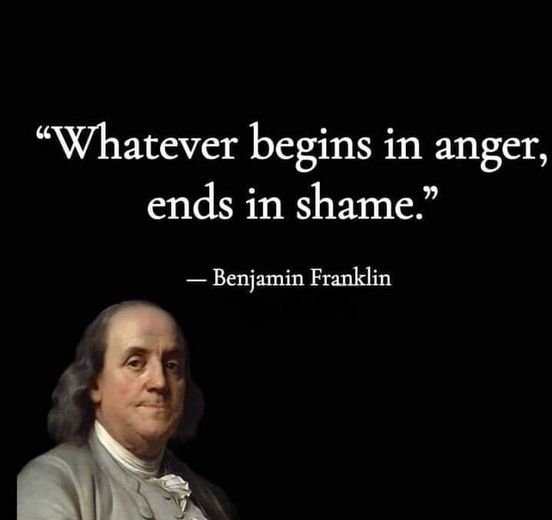 “Whatever begins in anger,
ends in shame.”
— Benjamin Franklin